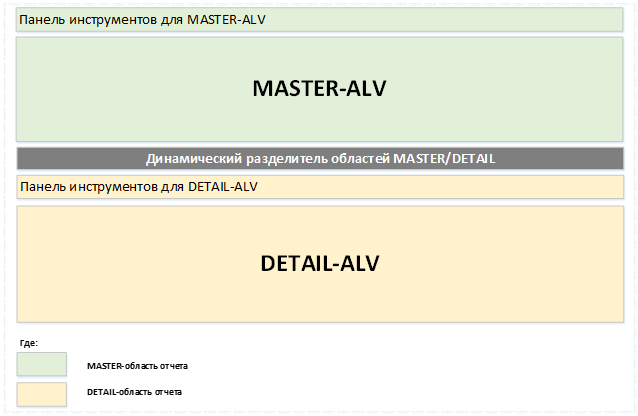 Панель инструментов для MASTER-ALV
MASTER-ALV
Динамический разделитель областей MASTER/DETAIL
Панель инструментов для DETAIL-ALV
DETAIL-ALV
Где:
MASTER-область отчета
DETAIL-область отчета